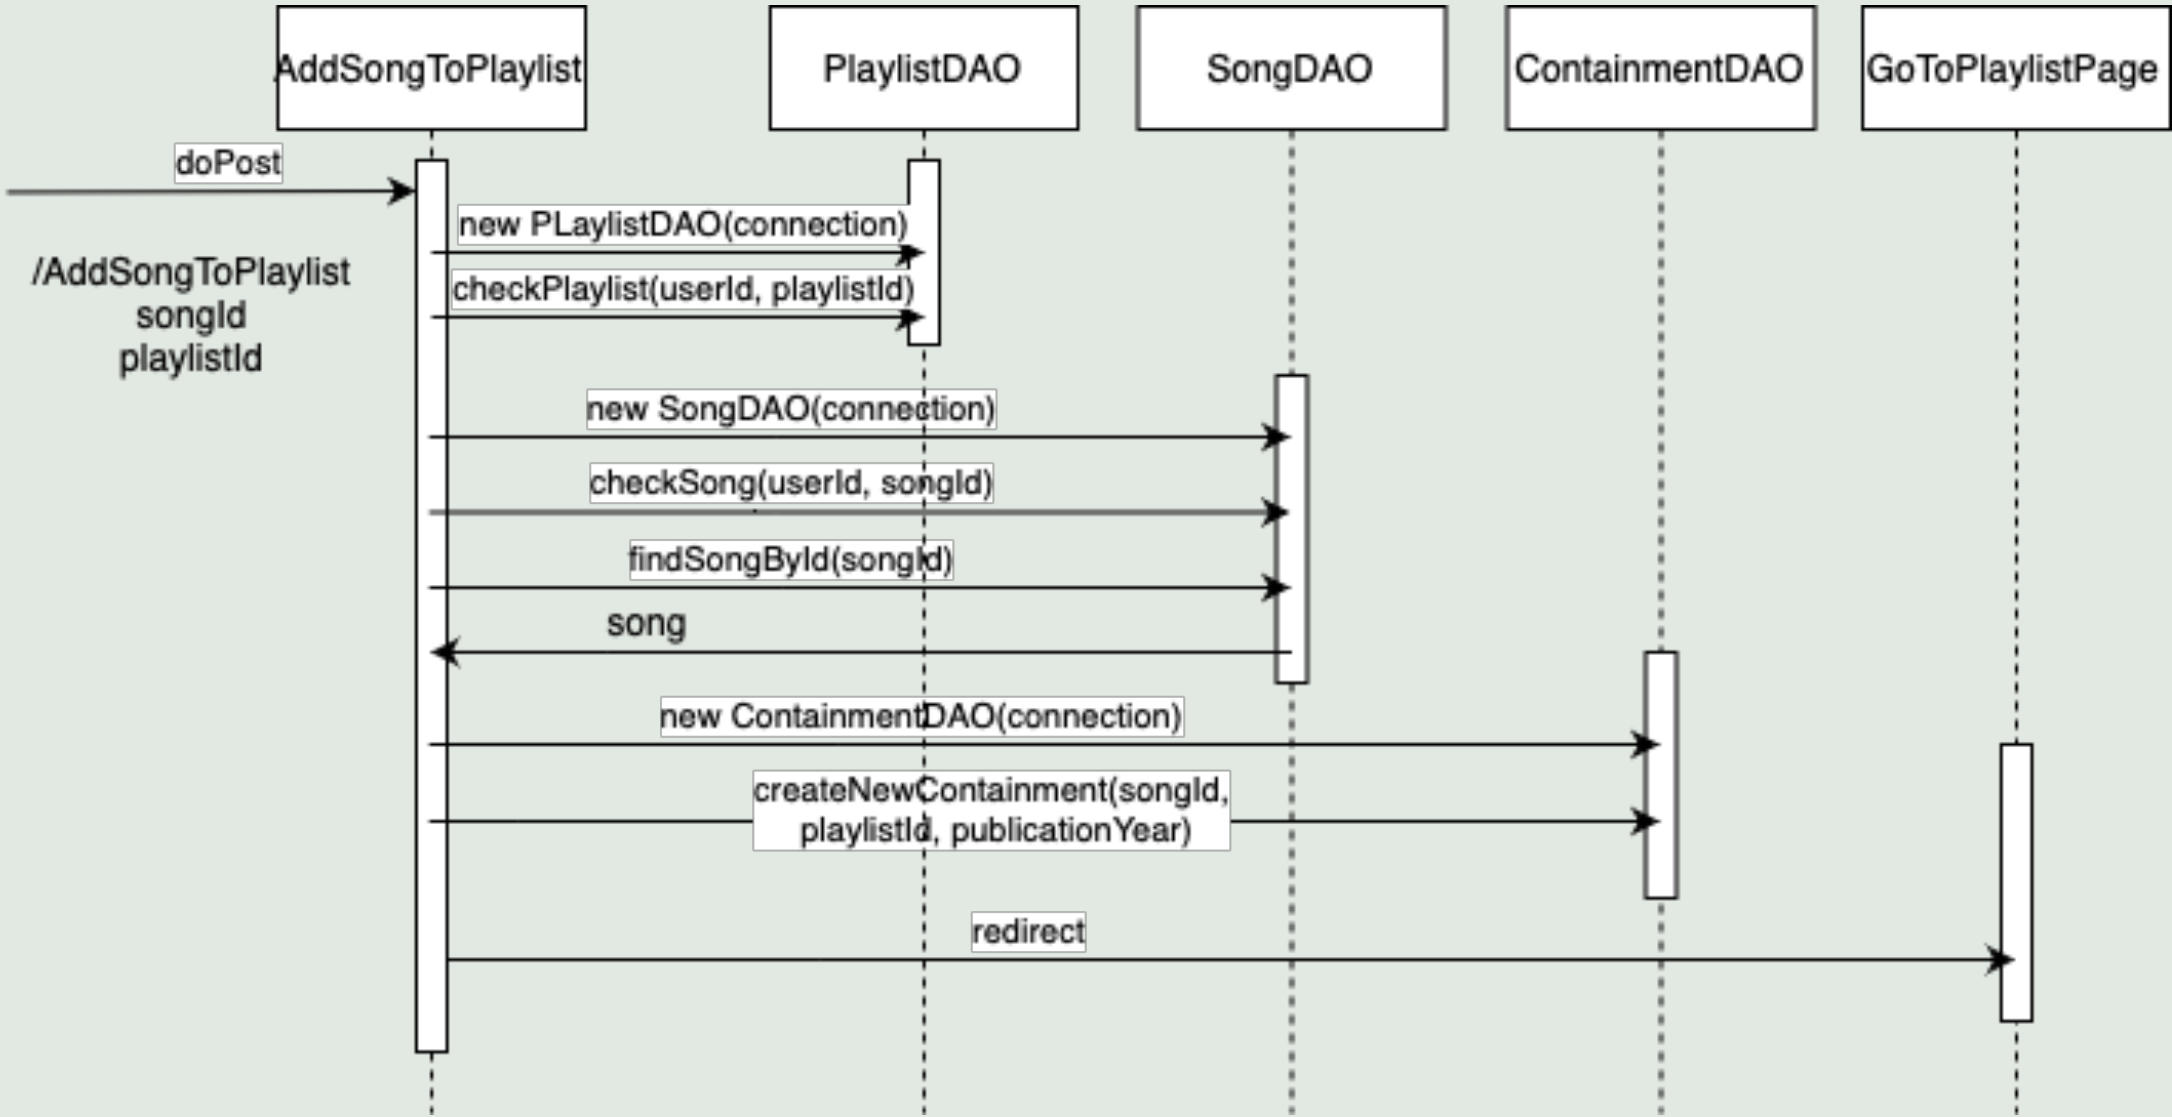 AddSongToPlaylist
PlaylistDAO
SongDAO
ContainmentDAO
GoToPlaylistPage
doPost
/AddSongToPlaylist
songId
playlistId
new PLaylistDAO(connection)
checkPlaylist(userId, playlistId)
new SongDAO(connection)
checkSong(userId, songId)
findSongById(songId)
song
new ContainmentDAO(connection)
createNewContainment(songId,
playlistId, publicationYear)
redirect